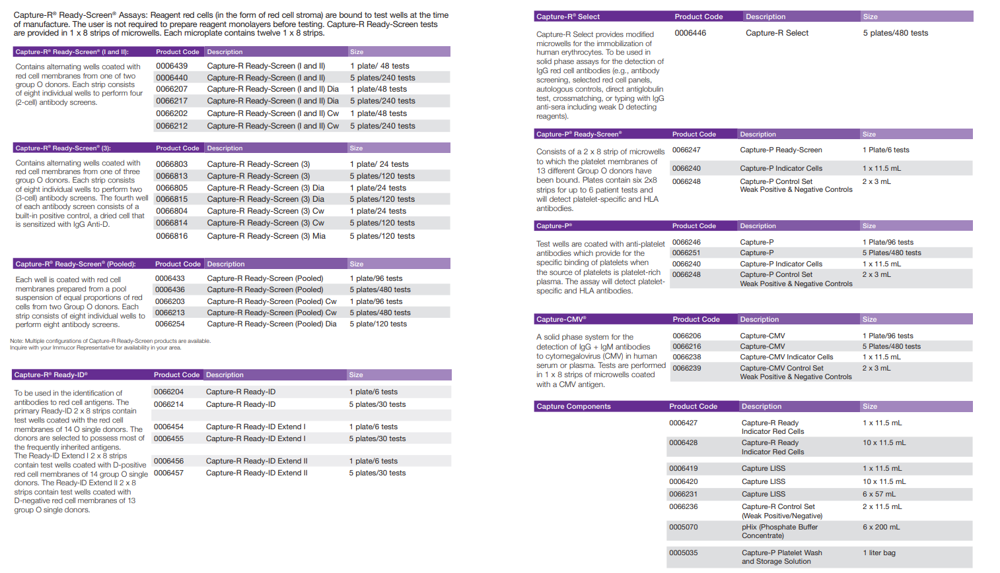 Capture-R® Ready-Screen® Assays: Reagent red cells (in the form of red cell stroma) are bound to test wells at the time
of manufacture. The user is not required to prepare reagent monolayers before testing. Capture-R Ready-Screen tests
are provided in 1 x 8 strips of microwells. Each microplate contains twelve 1 x 8 strips.
Capture-R® Ready-Screen® (I and II): Product Code Description Size
Contains alternating wells coated with
red cell membranes from one of two
group O donors. Each strip consists
of eight individual wells to perform four
(2-cell) antibody screens.
0006439 Capture-R Ready-Screen (I and II) 1 plate/ 48 tests
0006440 Capture-R Ready-Screen (I and II) 5 plates/240 tests
0066207 Capture-R Ready-Screen (I and II) Dia 1 plate/48 tests
0066217 Capture-R Ready-Screen (I and II) Dia 5 plates/240 tests
0066202 Capture-R Ready-Screen (I and II) Cw 1 plate/48 tests
0066212 Capture-R Ready-Screen (I and II) Cw 5 plates/240 tests
Capture-R® Ready-Screen® (3): Product Code Description Size
Contains alternating wells coated with
red cell membranes from one of three
group O donors. Each strip consists
of eight individual wells to perform two
(3-cell) antibody screens. The fourth well
of each antibody screen consists of a
built-in positive control, a dried cell that
is sensitized with IgG Anti-D.
0066803 Capture-R Ready-Screen (3) 1 plate/ 24 tests
0066813 Capture-R Ready-Screen (3) 5 plates/120 tests
0066805 Capture-R Ready-Screen (3) Dia 1 plate/24 tests
0066815 Capture-R Ready-Screen (3) Dia 5 plates/120 tests
0066804 Capture-R Ready-Screen (3) Cw 1 plate/24 tests
0066814 Capture-R Ready-Screen (3) Cw 5 plates/120 tests
0066816 Capture-R Ready-Screen (3) Mia 5 plates/120 tests
Capture-R® Ready-Screen® (Pooled): Product Code Description Size
Each well is coated with red cell
membranes prepared from a pool
suspension of equal proportions of red
cells from two Group O donors. Each
strip consists of eight individual wells to
perform eight antibody screens.
0006433 Capture-R Ready-Screen (Pooled) 1 plate/96 tests
0006436 Capture-R Ready-Screen (Pooled) 5 plates/480 tests
0066203 Capture-R Ready-Screen (Pooled) Cw 1 plate/96 tests
0066213 Capture-R Ready-Screen (Pooled) Cw 5 plates/480 tests
0066254 Capture-R Ready-Screen (Pooled) Dia 5 plate/120 tests
Note: Multiple configurations of Capture-R Ready-Screen products are available.
Inquire with your Immucor Representative for availability in your area.
Capture-R® Ready-ID® Product Code Description Size
To be used in the identification of
antibodies to red cell antigens. The
primary Ready-ID 2 x 8 strips contain
test wells coated with the red cell
membranes of 14 O single donors. The
donors are selected to possess most of
the frequently inherited antigens.
The Ready-ID Extend I 2 x 8 strips
contain test wells coated with D-positive
red cell membranes of 14 group O single
donors. The Ready-ID Extend II 2 x 8
strips contain test wells coated with
D-negative red cell membranes of 13
group O single donors.
0066204 Capture-R Ready-ID 1 plate/6 tests
0066214 Capture-R Ready-ID 5 plates/30 tests
0006454 Capture-R Ready-ID Extend I 1 plate/6 tests
0006455 Capture-R Ready-ID Extend I 5 plates/30 tests
0006456 Capture-R Ready-ID Extend II 1 plate/6 tests
0006457 Capture-R Ready-ID Extend II 5 plates/30 tests
Capture-R® Select Product Code Description Size
Capture-R Select provides modified
microwells for the immobilization of
human erythrocytes. To be used in
solid phase assays for the detection of
IgG red cell antibodies (e.g., antibody
screening, selected red cell panels,
autologous controls, direct antiglobulin
test, crossmatching, or typing with IgG
anti-sera including weak D detecting
reagents).
0006446 Capture-R Select 5 plates/480 tests
Capture-P® Ready-Screen® Product Code Description Size
Consists of a 2 x 8 strip of microwells
to which the platelet membranes of
13 different Group O donors have
been bound. Plates contain six 2x8
strips for up to 6 patient tests and
will detect platelet-specific and HLA
antibodies.
0066247 Capture-P Ready-Screen 1 Plate/6 tests
0066240 Capture-P Indicator Cells 1 x 11.5 mL
0066248 Capture-P Control Set 2 x 3 mL
Weak Positive & Negative Controls
Capture-P® Product Code Description Size
Test wells are coated with anti-platelet
antibodies which provide for the
specific binding of platelets when
the source of platelets is platelet-rich
plasma. The assay will detect platelet-
specific and HLA antibodies.
0066246 Capture-P 1 Plate/96 tests
0066251 Capture-P 5 Plates/480 tests
0066240 Capture-P Indicator Cells 1 x 11.5 mL
0066248 Capture-P Control Set 2 x 3 mL
Weak Positive & Negative Controls
Capture-CMV® Product Code Description Size
A solid phase system for the
detection of IgG + IgM antibodies
to cytomegalovirus (CMV) in human
serum or plasma. Tests are performed
in 1 x 8 strips of microwells coated
with a CMV antigen.
0066206 Capture-CMV 1 Plate/96 tests
0066216 Capture-CMV 5 Plates/480 tests
0066238 Capture-CMV Indicator Cells 1 x 11.5 mL
0066239 Capture-CMV Control Set 2 x 3 mL
Weak Positive & Negative Controls
Capture Components Product Code Description Size
0006427 Capture-R Ready 1 x 11.5 mL
Indicator Red Cells
0006428 Capture-R Ready 10 x 11.5 mL
Indicator Red Cells
0006419 Capture LISS 1 x 11.5 mL
0006420 Capture LISS 10 x 11.5 mL
0066231 Capture LISS 6 x 57 mL
0066236 Capture-R Control Set 2 x 11.5 mL
(Weak Positive/Negative)
0005070 pHix (Phosphate Buffer 6 x 200 mL
Concentrate)
0005035 Capture-P Platelet Wash 1 liter bag
and Storage Solution